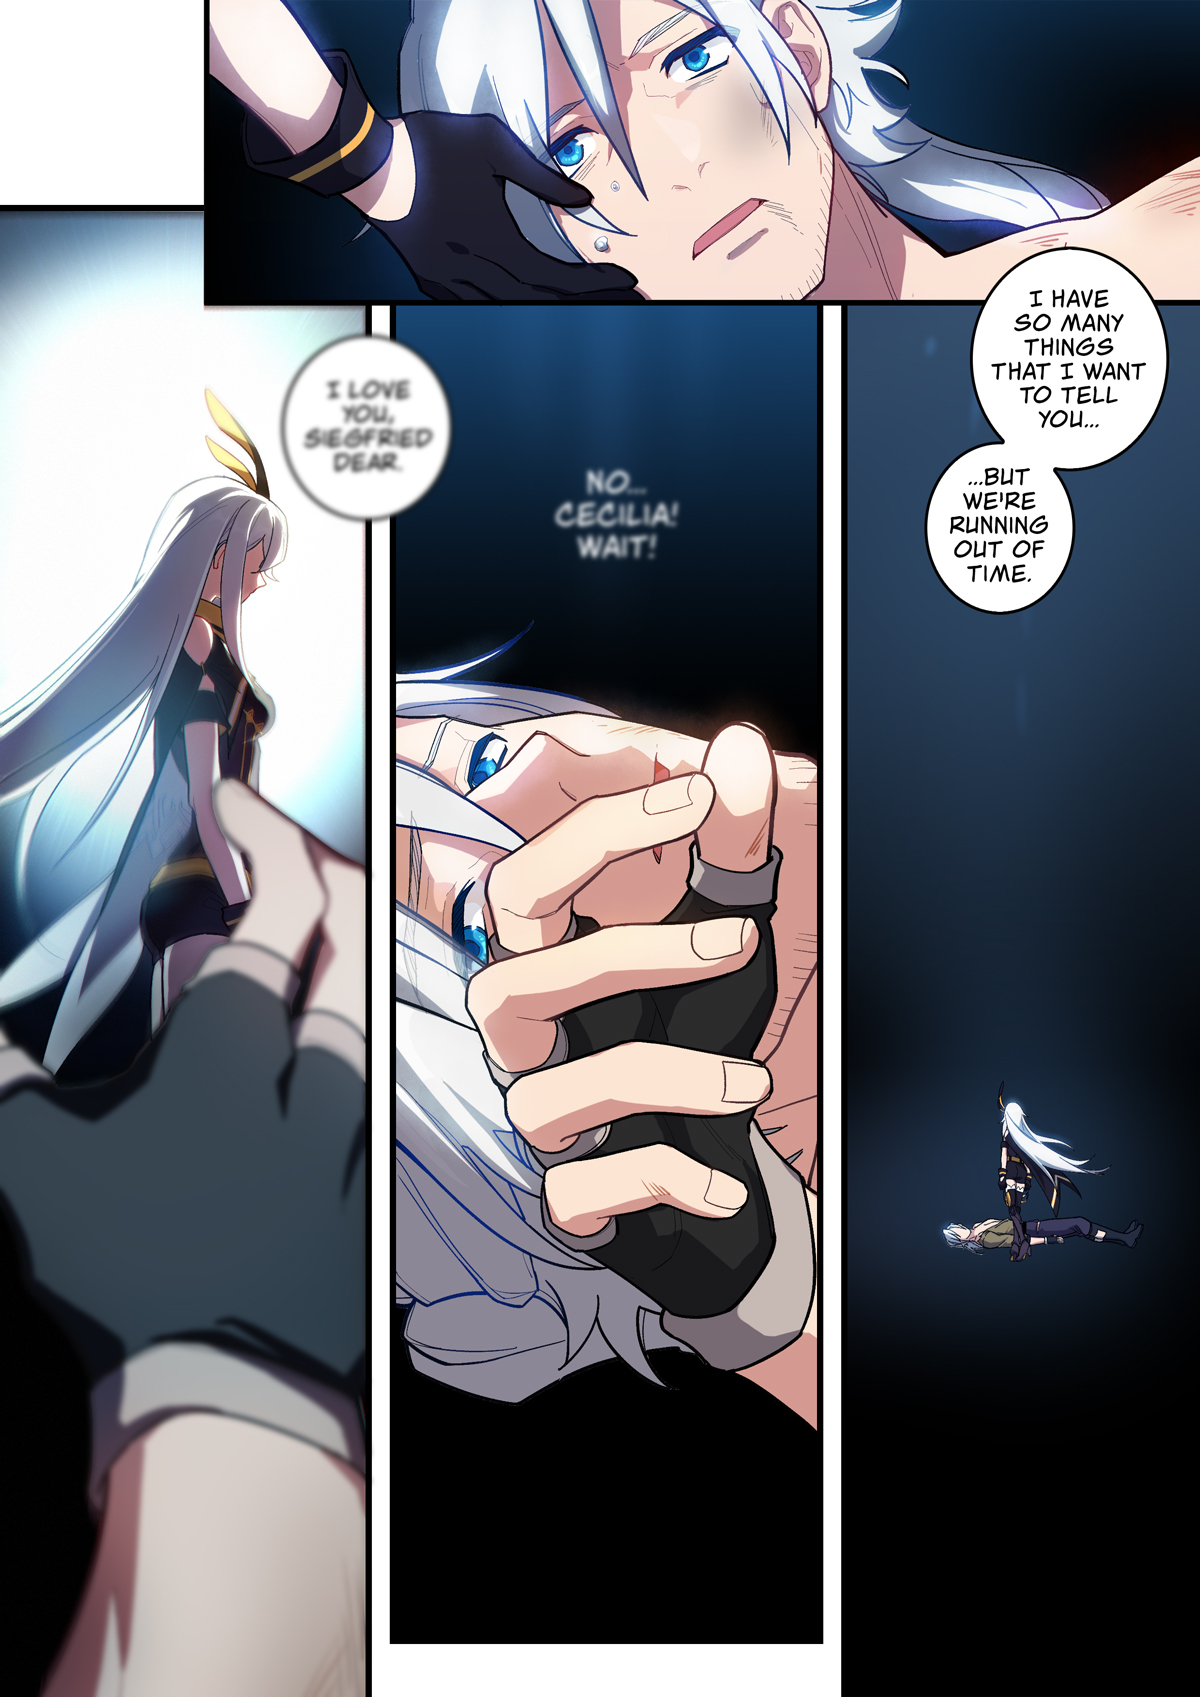 I HAVE
SO MANY
THINGS
THAT I WANT
TO TELL
YOU...
...BUT
WE'RE
RUNNING
OUT OF
TIME.
NO...
CECILIA!
WAIT!
I LOVE
YOU,
SIEGFRIED
DEAR.